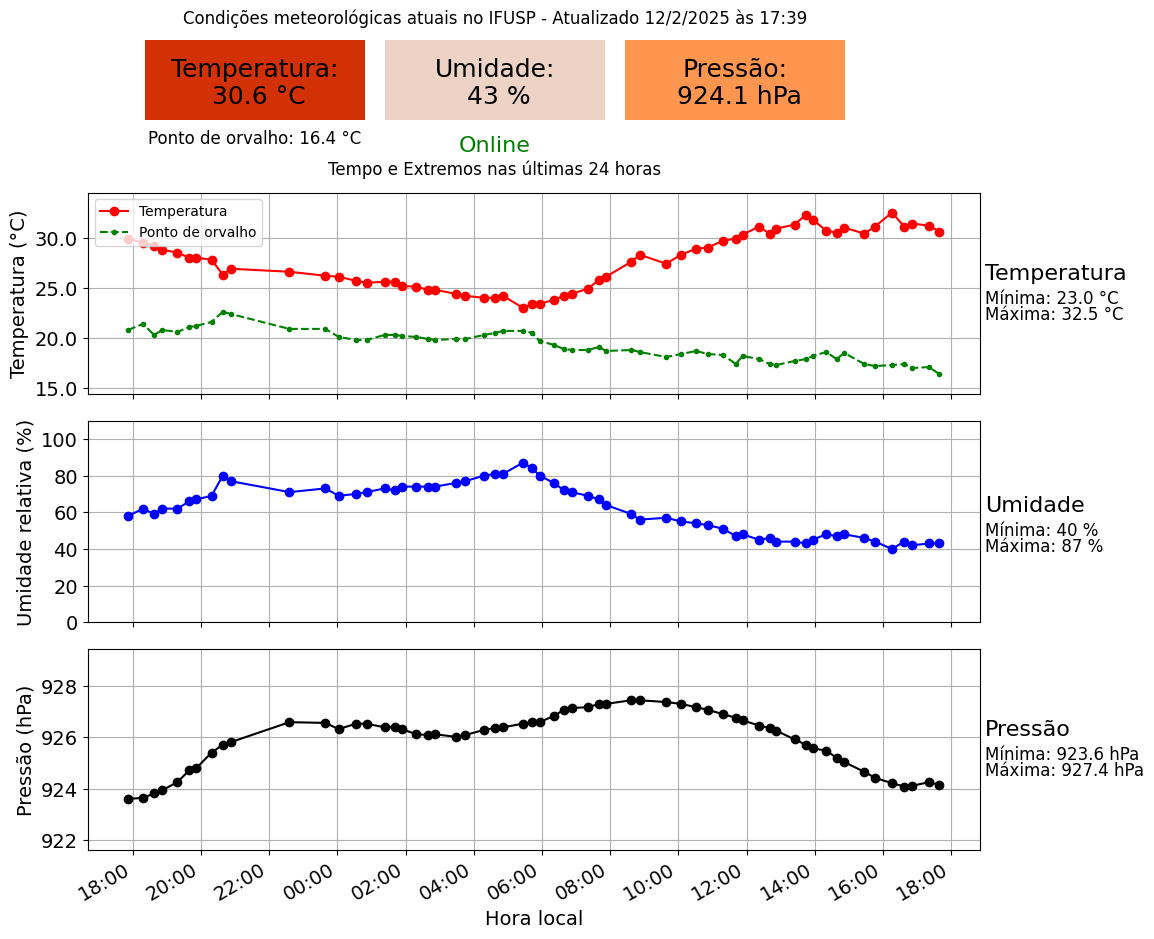 Condições meteorológicas atuais no IFUSP - Atualizado 12/2/2025 às 17:39
Temperatura:
30.6 °C
Umidade:
43 %
Pressão:
924.1 hPa
Ponto de orvalho: 16.4 °C
Online
Tempo e Extremos nas últimas 24 horas
Temperatura (°C)
30.0
25.0
20.0
15.0
Temperatura
Ponto de orvalho
Temperatura
Mínima: 23.0 °C
Máxima: 32.5 °C
Umidade relativa (%)
100
80
60
40
20
0
Umidade
Mínima: 40 %
Máxima: 87 %
Pressão (hPa)
928
926
924
922
Pressão
Mínima: 923.6 hPa
Máxima: 927.4 hPa
18:00 20:00 22:00 00:00 02:00 04:00 06:00 08:00 10:00 12:00 14:00 16:00 18:00
Hora local